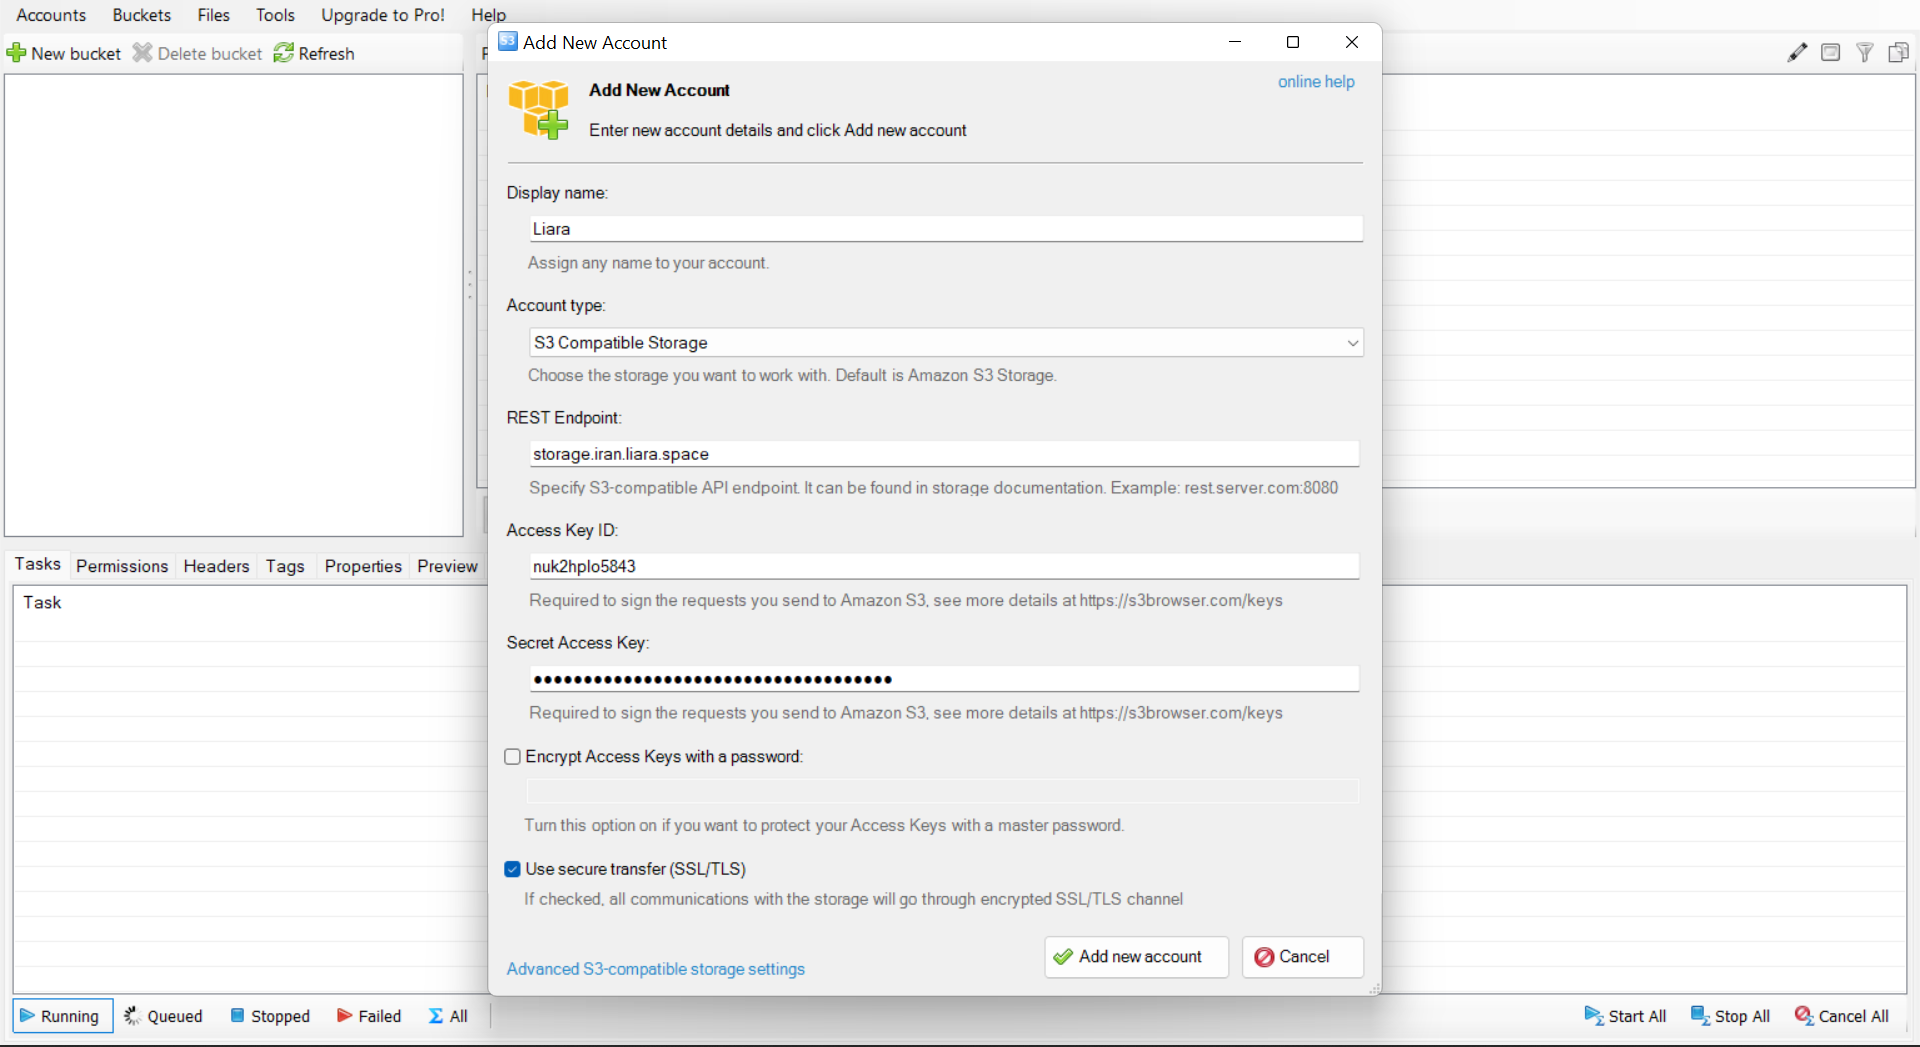 Accounts Buckets Files Tools Upgrade to Pro! Help
New bucket Delete bucket Refresh
Add New Account
Add New Account
online help
Enter new account details and click Add new account
Display name:
Liara
Assign any name to your account.
Account type:
S3 Compatible Storage
Choose the storage you want to work with. Default is Amazon S3 Storage.
REST Endpoint:
storage.iran.liara.space
Specify S3-compatible API endpoint. It can be found in storage documentation. Example: rest.server.com:8080
Access Key ID:
nuk2hplo5843
Required to sign the requests you send to Amazon S3, see more details at https://s3browser.com/keys
Secret Access Key:
••••••••••••••••••••••••••••••••••••
Required to sign the requests you send to Amazon S3, see more details at https://s3browser.com/keys
Encrypt Access Keys with a password:
Turn this option on if you want to protect your Access Keys with a master password.
Use secure transfer (SSL/TLS)
If checked, all communications with the storage will go through encrypted SSL/TLS channel
Advanced S3-compatible storage settings
Add new account
Cancel
Tasks Permissions Headers Tags Properties Preview
Task
Running Queued Stopped Failed All
Start All Stop All Cancel All